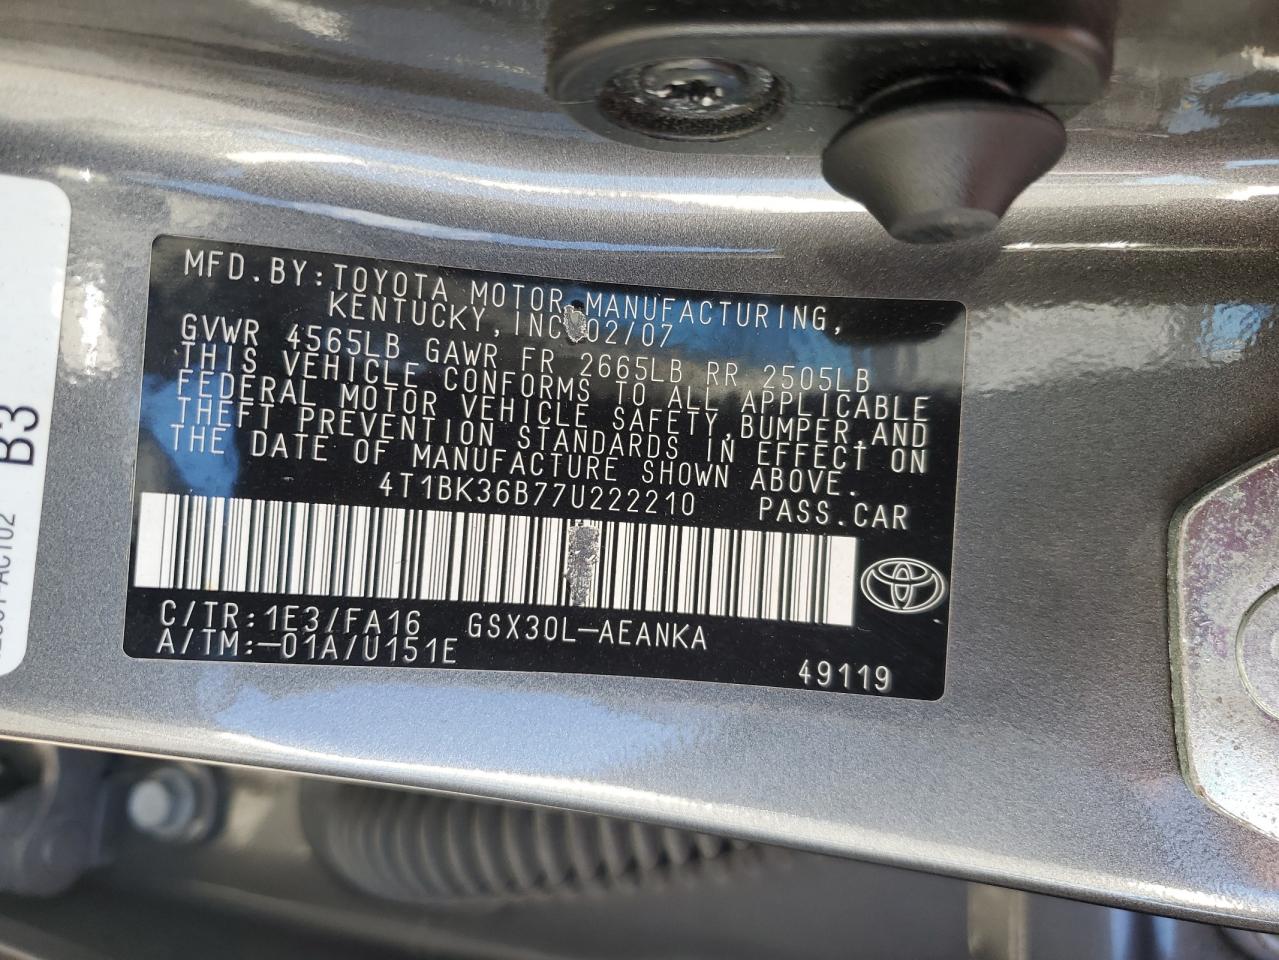 MFD.BY:TOYOTA MOTOR MANUFACTURING,
KENTUCKY, INC 02/07
GVWR 4565LB GAWR FR 2665LB RR 2505LB
THIS VEHICLE CONFORMS TO ALL APPLICABLE
FEDERAL MOTOR VEHICLE SAFETY,BUMPER,AND
THEFT PREVENTION STANDARDS IN EFFECT ON
THE DATE OF MANUFACTURE SHOWN ABOVE.
4T1BK36B77U222210 PASS.CAR
C/TR:1E3/FA16 GSX30L-AEANKA
A/TM:-01A/U151E
49119
B3